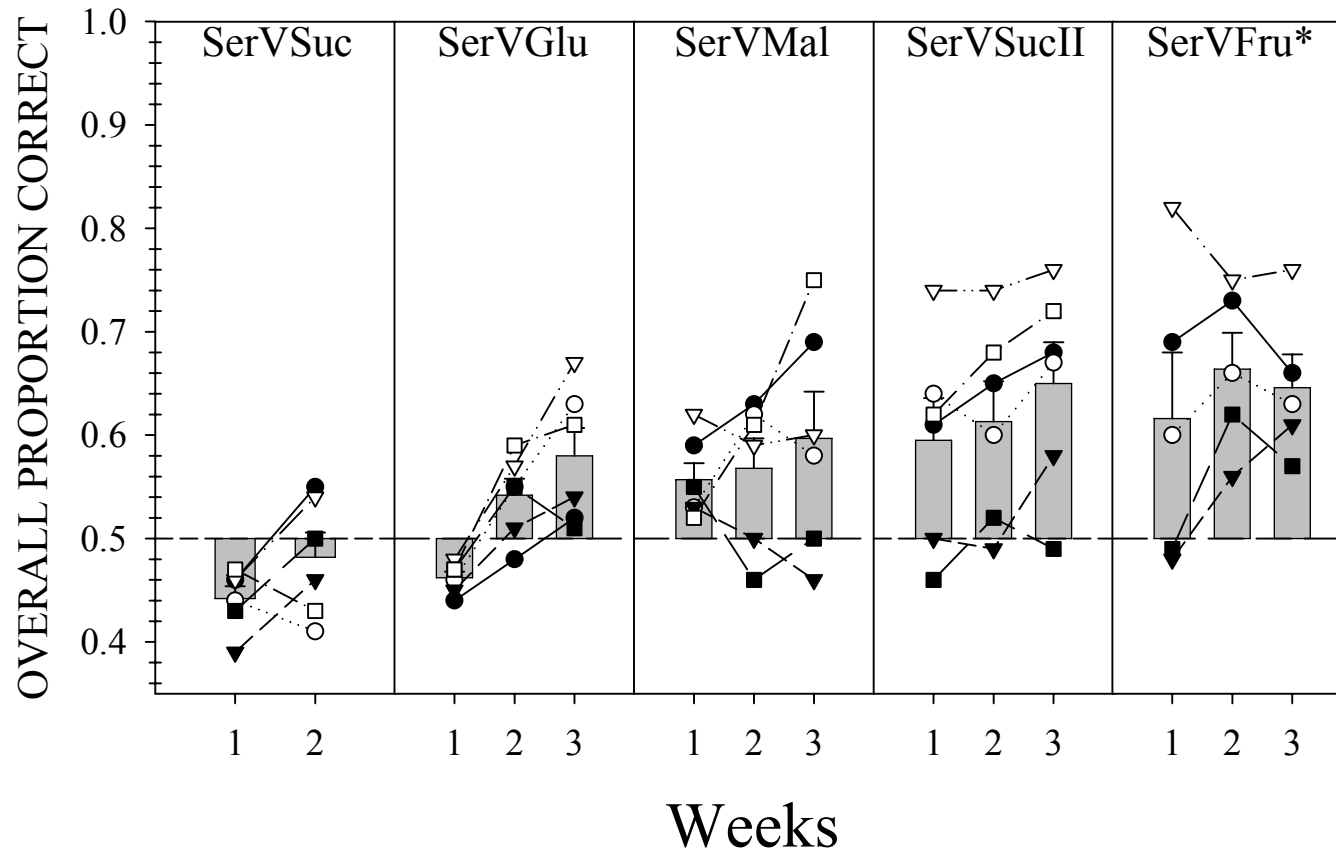 OVERALL PROPORTION CORRECT
1.0
0.9
0.8
0.7
0.6
0.5
0.4
SerVSuc
SerVGlu
SerVMal
SerVSucII
SerVFru*
1 2
1 2 3
1 2 3
1 2 3
1 2 3
Weeks